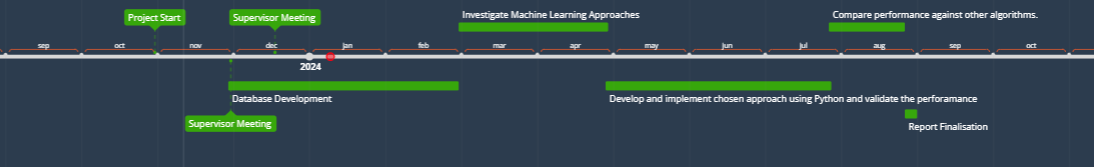 Investigate Machine Learning Approaches
Compare performance against other algorithms.
Project Start
Supervisor Meeting
sep oct nov dec jan feb mar apr may jun jul aug sep oct
2024
Database Development
Develop and implement chosen approach using Python and validate the perforamance
Supervisor Meeting
Report Finalisation